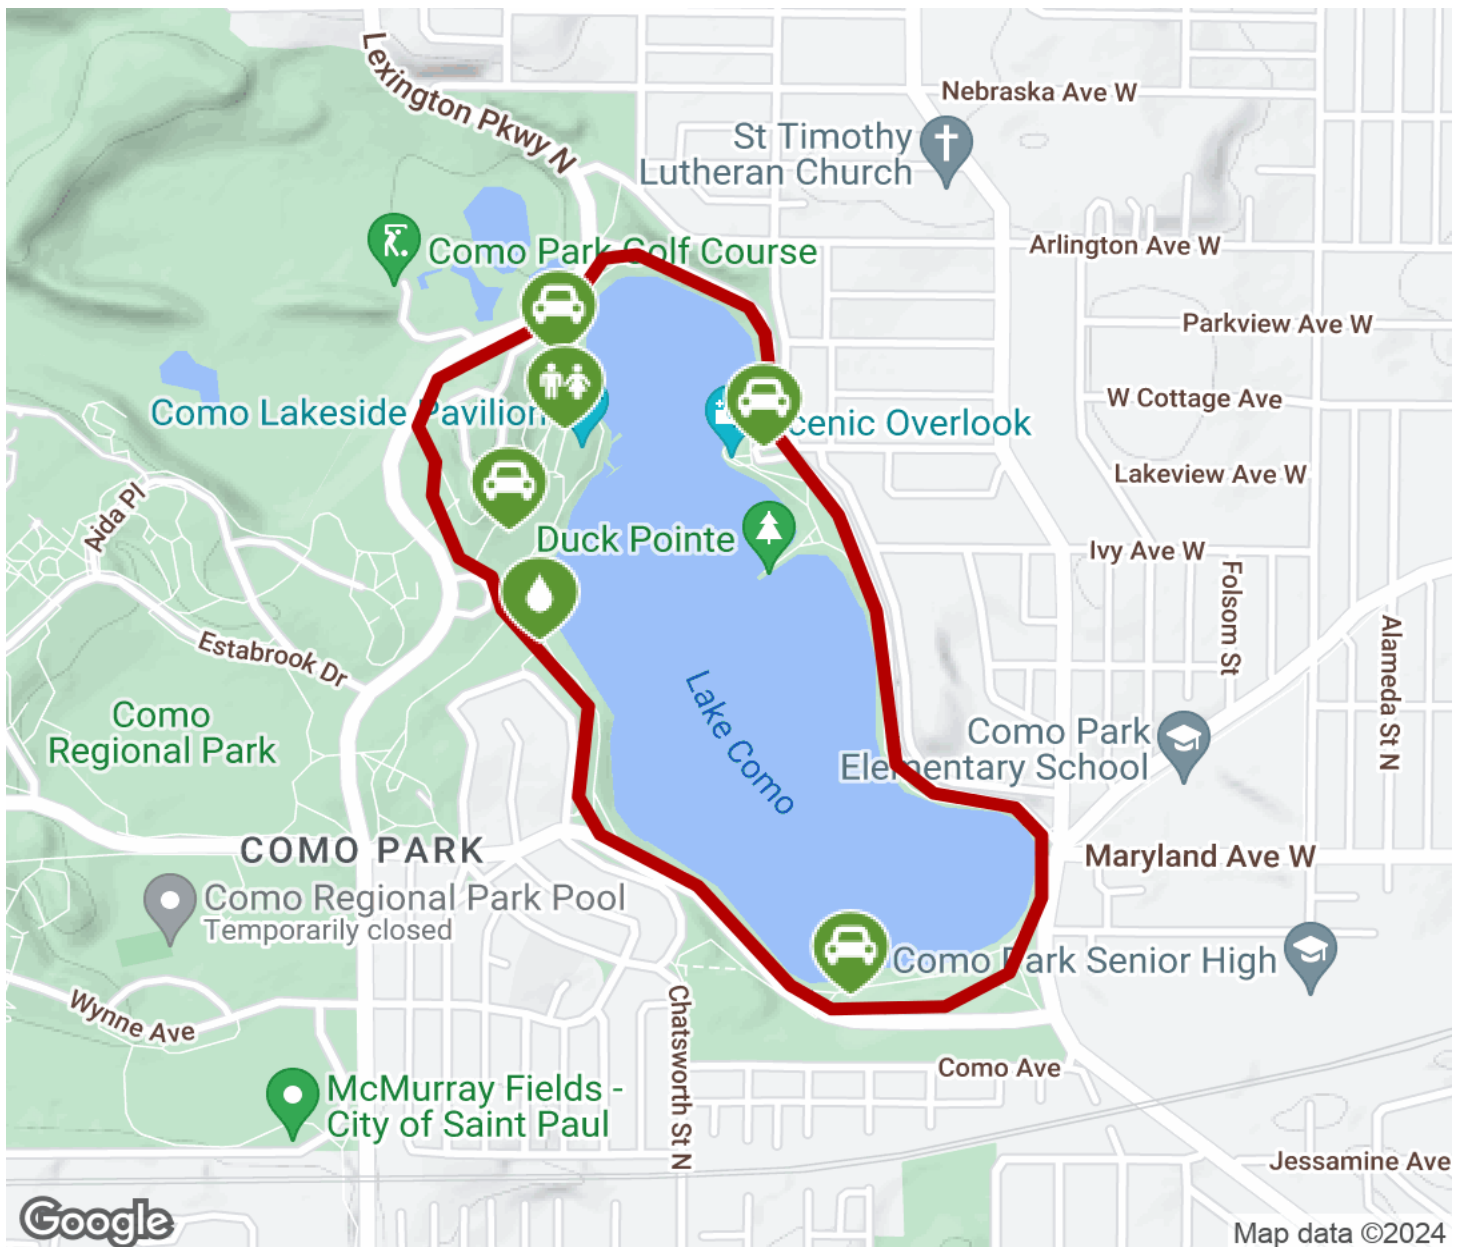 Lexington Pkwy N
Nebraska Ave W
St Timothy
Lutheran Church
Como Park Golf Course
Arlington Ave W
Parkview Ave W
W Cottage Ave
Como Lakeside Pavilion
cenic Overlook
Lakeview Ave W
Aida Pl
Duck Pointe
Ivy Ave W
Folsom St
Alameda St N
Estabrook Dr
Lake Como
Como
Regional Park
Como Park
Elementary School
COMO PARK
Maryland Ave W
Como Regional Park Pool
Temporarily closed
Como Park Senior High
Wynne Ave
Chatsworth St N
Como Ave
McMurray Fields -
City of Saint Paul
Jessamine Ave
Google
Map data ©2024